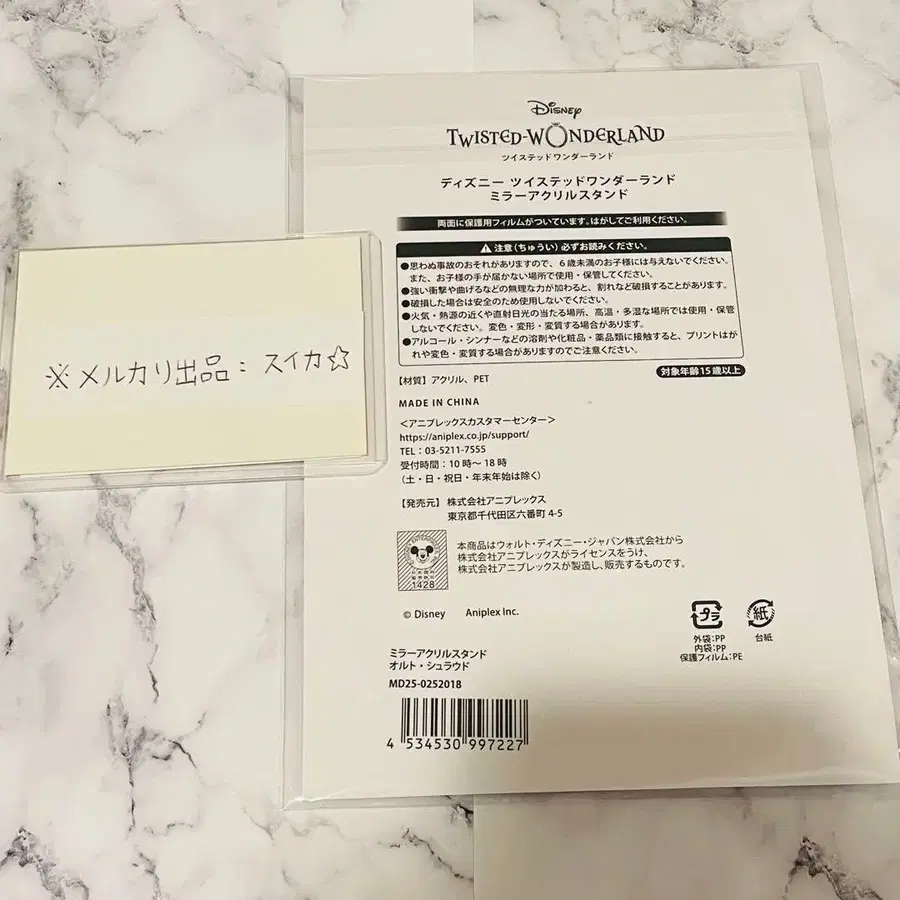 Disney
TWISTED-WONDERLAND
ツイステッドワンダーランド
ディズニー ツイステッドワンダーランド
ミラーアクリルスタンド
両面に保護用フィルムがついています。はがしてご利用ください。
注意(ちゅうい)必ずお読みください。
●思わぬ事故のおそれがありますので、6歳未満のお子様には与えないでください。
また、お子様の手が届かない場所で使用・保管してください。
●強い衝撃や曲げるなどの無理な力が加わると、割れなど破損することがあります。
●破損した場合は安全のため使用しないでください。
●火気・熱源の近くや直射日光の当たる場所、高温・多湿な場所では使用・保管
しないでください。変色・変形・変質する場合があります。
●アルコール・シンナーなどの溶剤や化粧品・薬品類に接触すると、プリントはが
れや変色・変質する場合がありますのでご注意ください。
対象年齢15歳以上
【材質】アクリル、PET
MADE IN CHINA
<アニプレックスカスタマーセンター>
https://aniplex.co.jp/support/
TEL:03-5211-7555
受付時間:10時~18時
(土・日・祝日・年末年始は除く)
【発売元】株式会社アニプレックス
東京都千代田区六番町 4-5
1428
本商品はウォルト・ディズニー・ジャパン株式会社から
株式会社アニプレックスがライセンスをうけ、
株式会社アニプレックスが製造し、販売するものです。
© Disney Aniplex Inc.
プラ
外袋:PP
内袋:PP
保護フィルム:PE
紙
台紙
ミラーアクリルスタンド
オルト・シュラウド
MD25-0252018
4 534530 997227
※メルカリ出品：スイカ☆